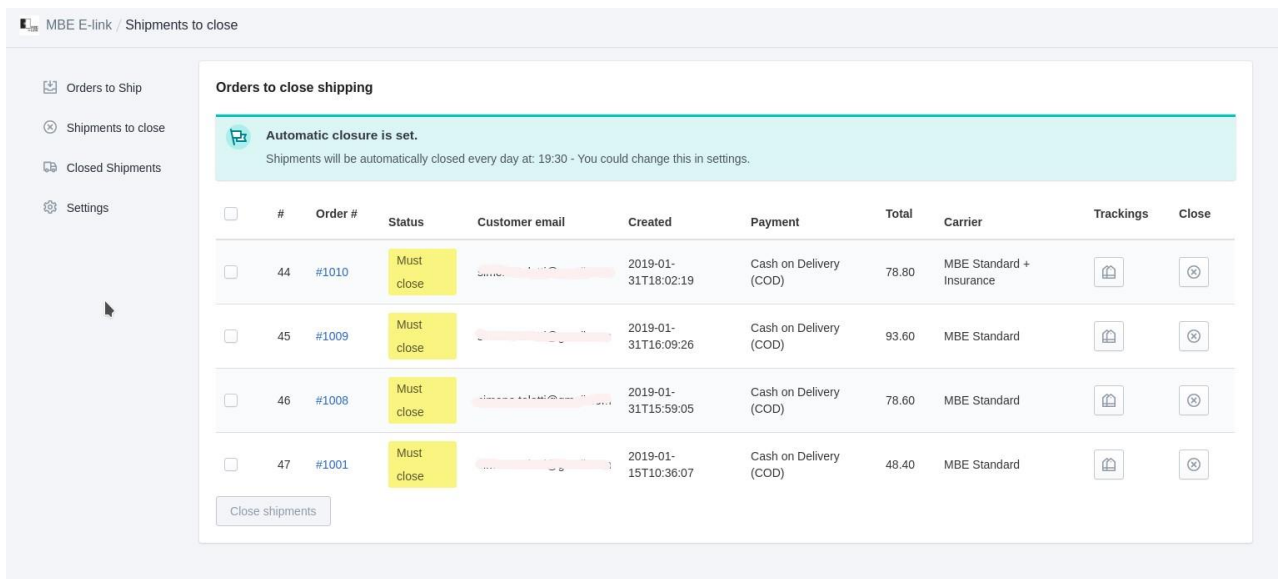 MBE E-link / Shipments to close
Orders to Ship
Shipments to close
Closed Shipments
Settings
Orders to close shipping
Automatic closure is set.
Shipments will be automatically closed every day at: 19:30 - You could change this in settings.
# Order # Status Customer email Created Payment Total Carrier Trackings Close
44 #1010 Must close 2019-01-31T18:02:19 Cash on Delivery (COD) 78.80 MBE Standard + Insurance
45 #1009 Must close 2019-01-31T16:09:26 Cash on Delivery (COD) 93.60 MBE Standard
46 #1008 Must close 2019-01-31T15:59:05 Cash on Delivery (COD) 78.60 MBE Standard
47 #1001 Must close 2019-01-15T10:36:07 Cash on Delivery (COD) 48.40 MBE Standard
Close shipments